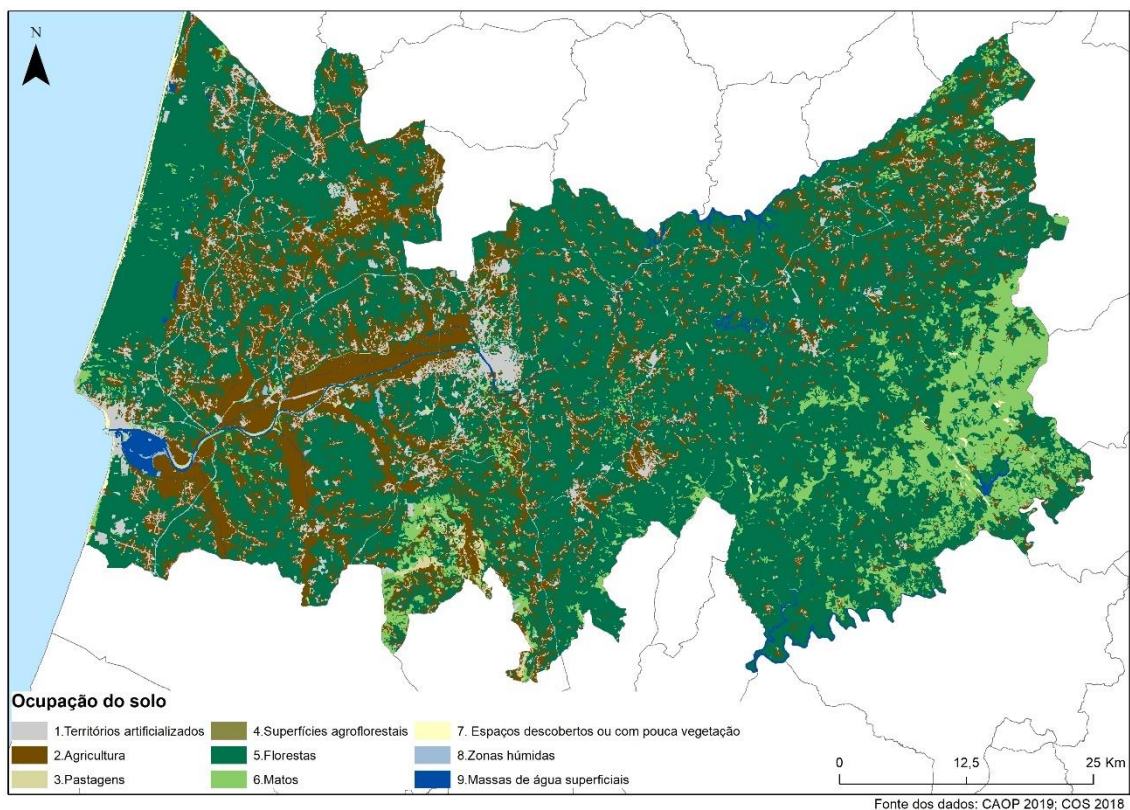 N
Ocupação do solo
1.Territórios artificializados
2.Agricultura
3.Pastagens
4.Superfícies agroflorestais
5.Florestas
6.Matos
7. Espaços descobertos ou com pouca vegetação
8.Zonas húmidas
9.Massas de água superficiais
0 12,5 25 Km
Fonte dos dados: CAOP 2019; COS 2018